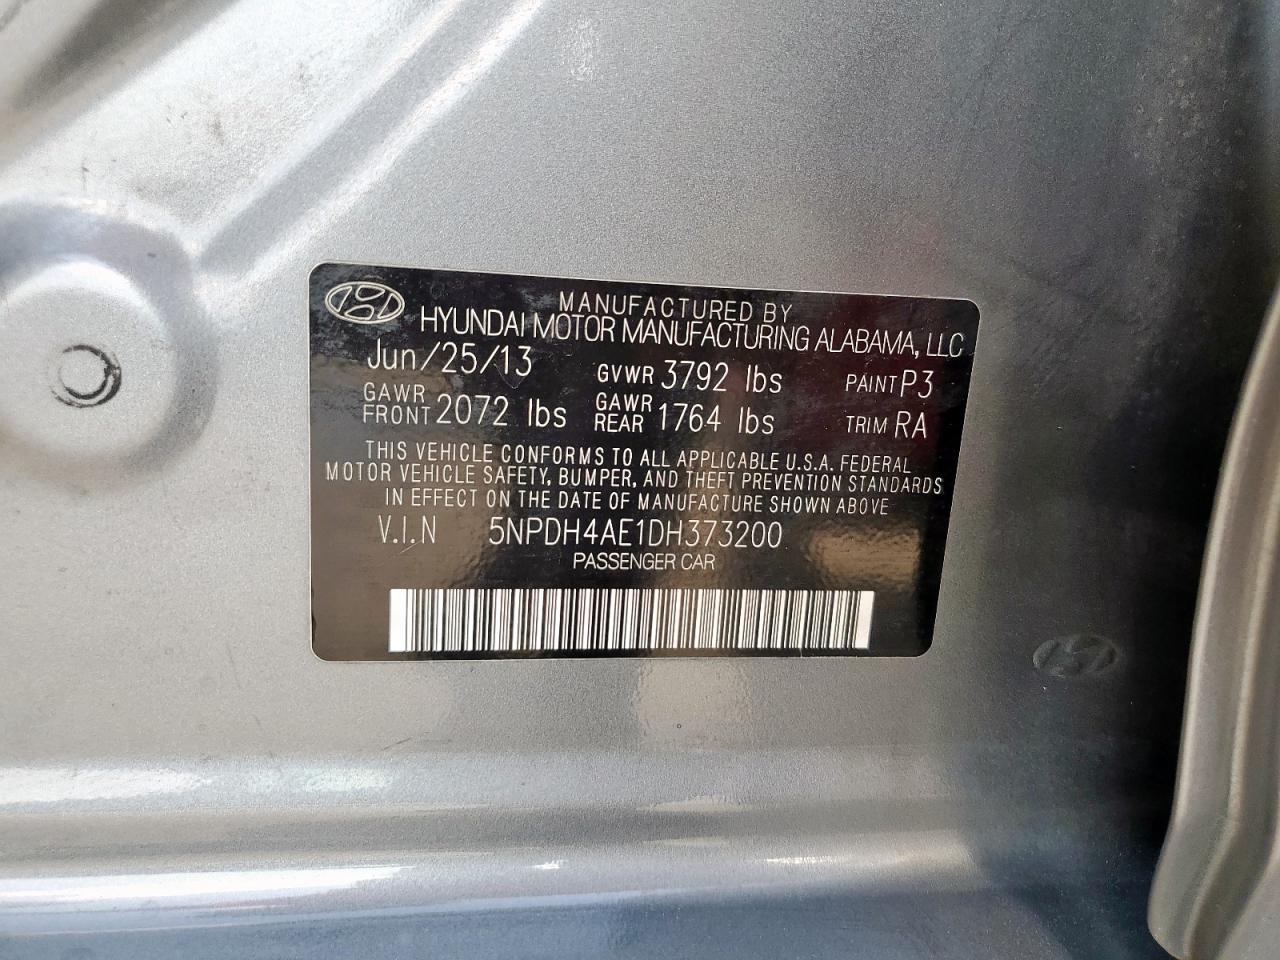 MANUFACTURED BY
HYUNDAI MOTOR MANUFACTURING ALABAMA, LLC
Jun/25/13 GVWR 3792 lbs PAINT P3
GAWR FRONT 2072 lbs GAWR REAR 1764 lbs TRIM RA
THIS VEHICLE CONFORMS TO ALL APPLICABLE U.S.A. FEDERAL
MOTOR VEHICLE SAFETY, BUMPER, AND THEFT PREVENTION STANDARDS
IN EFFECT ON THE DATE OF MANUFACTURE SHOWN ABOVE
V.I.N 5NPDH4AE1DH373200
PASSENGER CAR